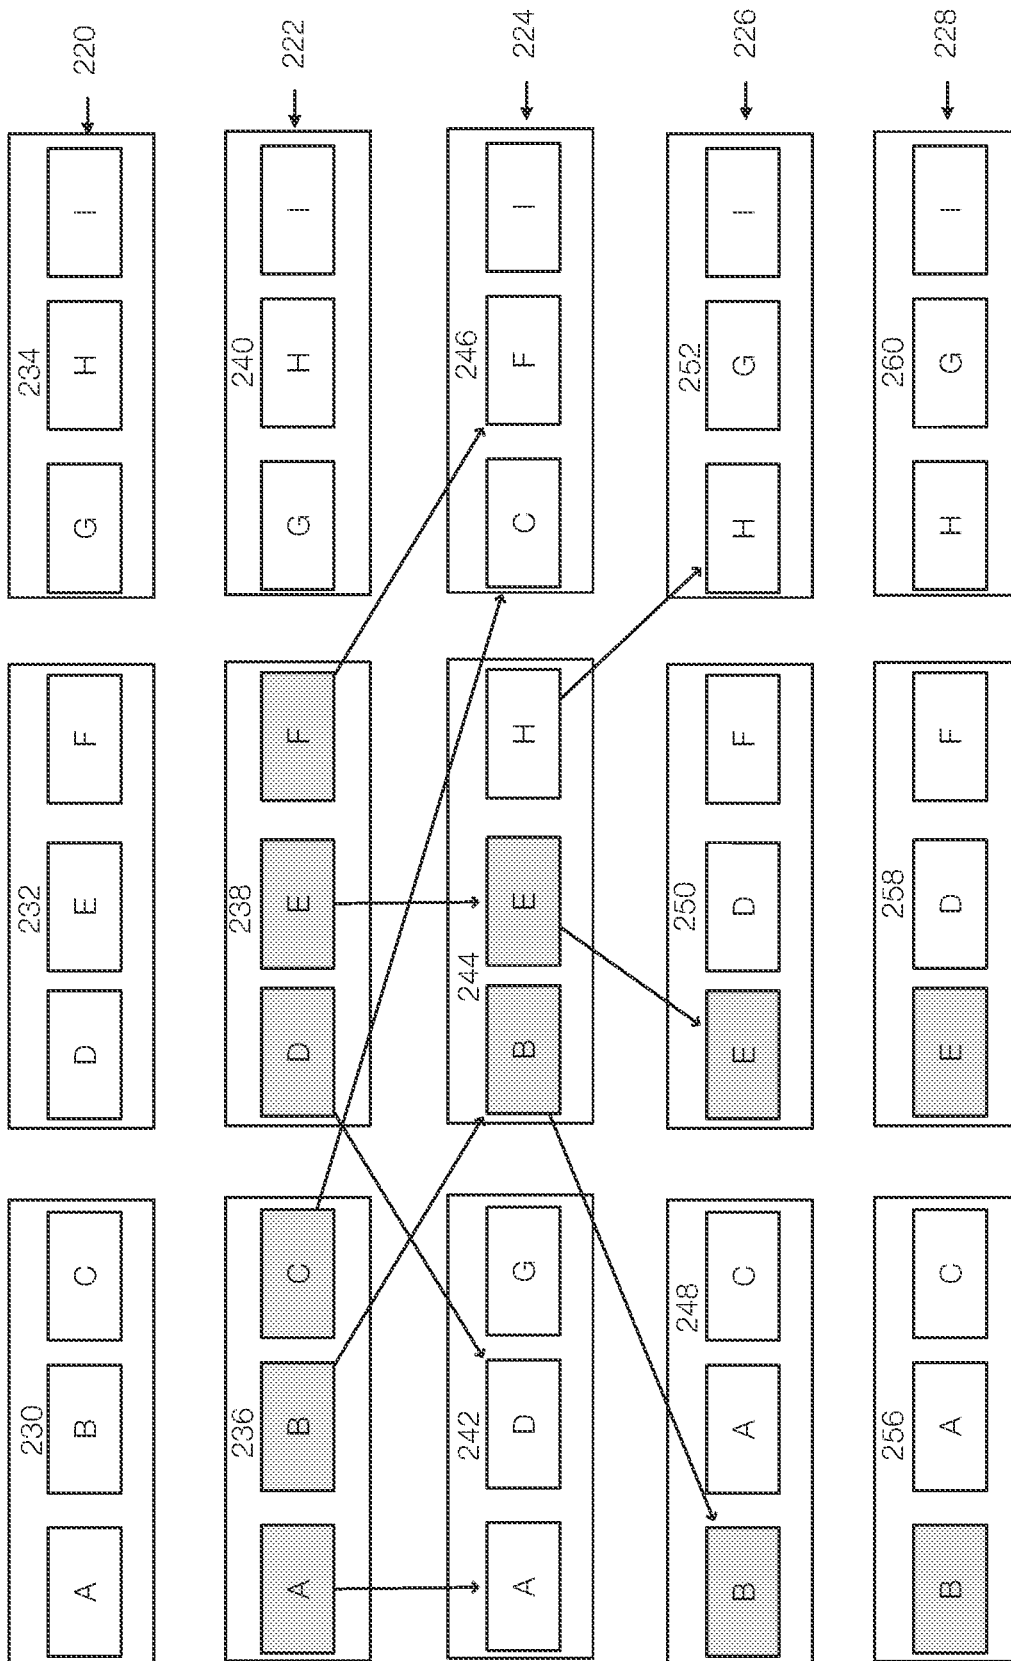 230 232 234
A B C D E F G H I 220
236 238 240
A B C D E F G H I 222
242 244 246
A D G B E H C F I 224
248 250 252
B A C E D F H G I 226
256 258 260
B A C E D F H G I 228